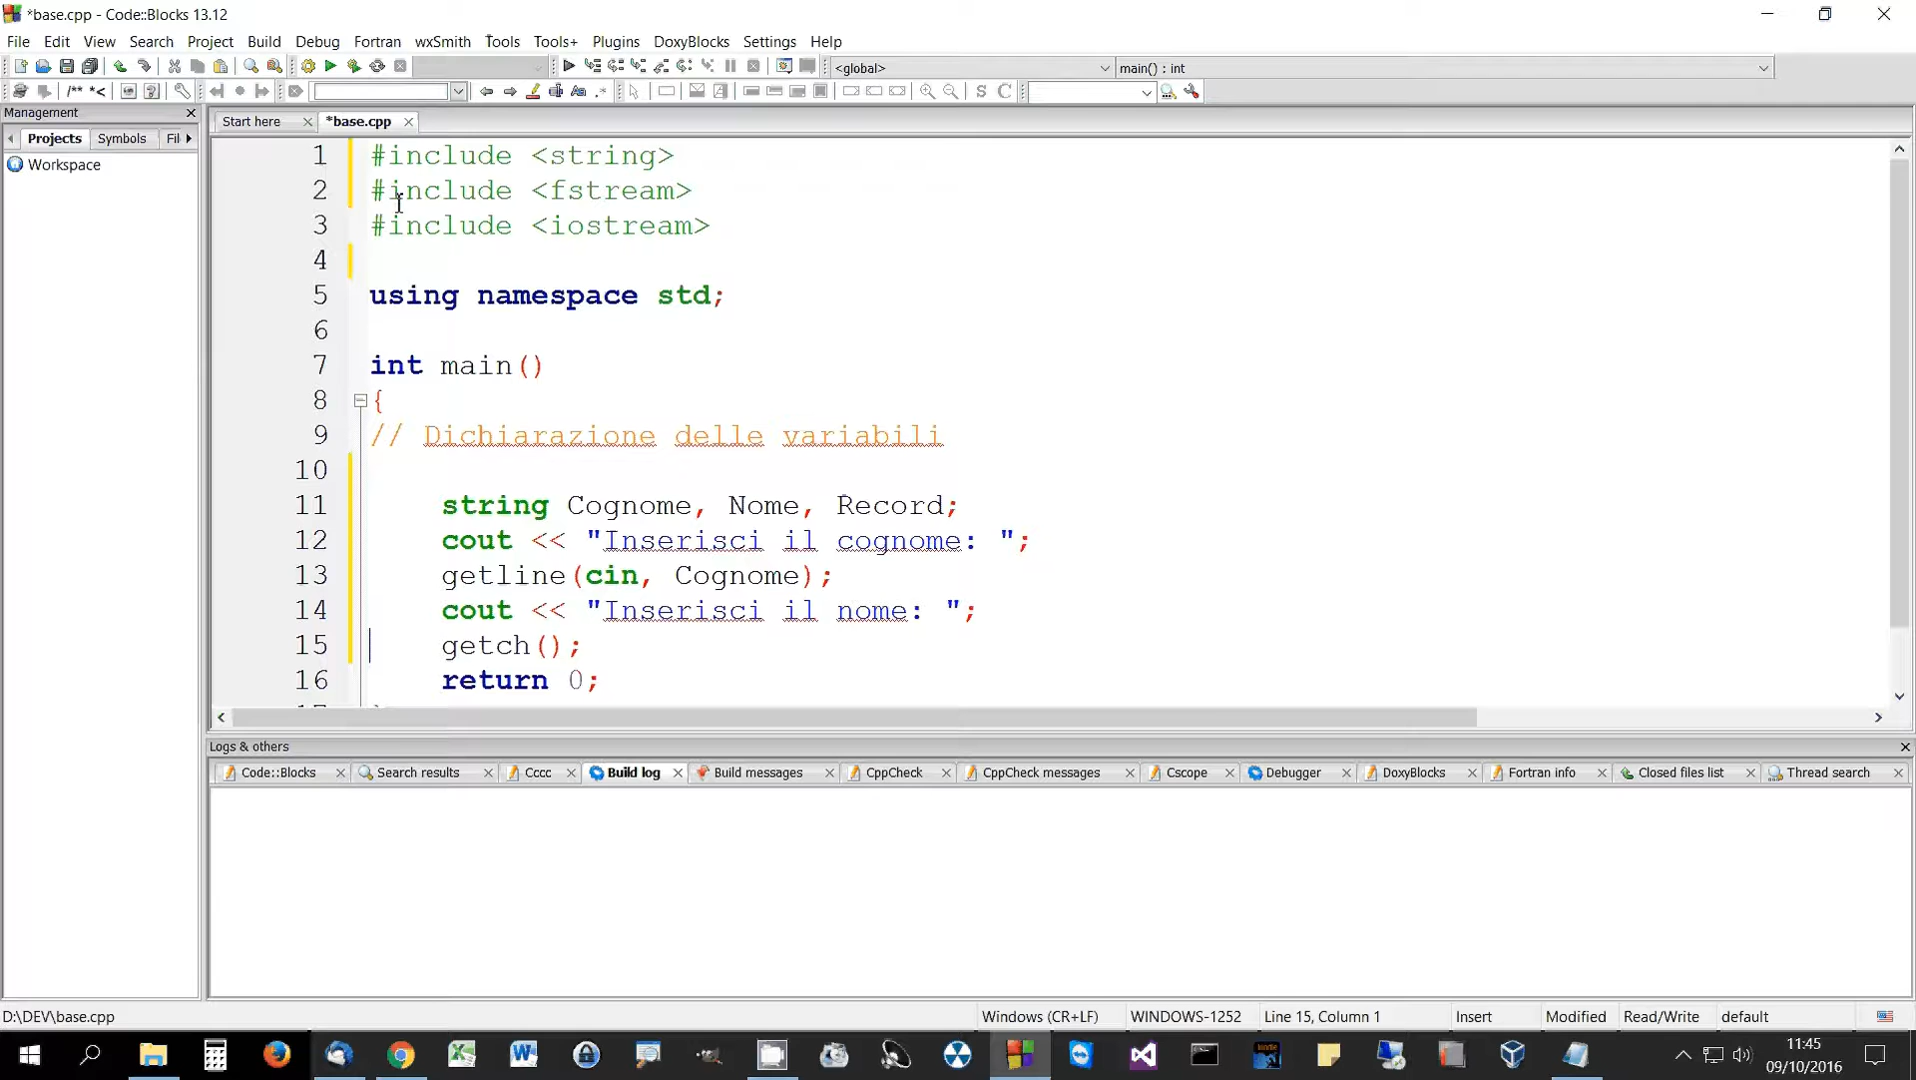 *base.cpp - Code::Blocks 13.12
File Edit View Search Project Build Debug Fortran wxSmith Tools Tools+ Plugins DoxyBlocks Settings Help
<global> main() : int
/** *<
S C
Management
Start here *base.cpp
Projects Symbols Fil
Workspace
1 #include <string>
2 #include <fstream>
3 #include <iostream>
4
5 using namespace std;
6
7 int main()
8 {
9 // Dichiarazione delle variabili
10
11 string Cognome, Nome, Record;
12 cout << "Inserisci il cognome: ";
13 getline(cin, Cognome);
14 cout << "Inserisci il nome: ";
15 getch();
16 return 0;
Logs & others
Code::Blocks Search results Cccc Build log Build messages CppCheck CppCheck messages Cscope Debugger DoxyBlocks Fortran info Closed files list Thread search
D:\DEV\base.cpp Windows (CR+LF) WINDOWS-1252 Line 15, Column 1 Insert Modified Read/Write default
11:45
09/10/2016